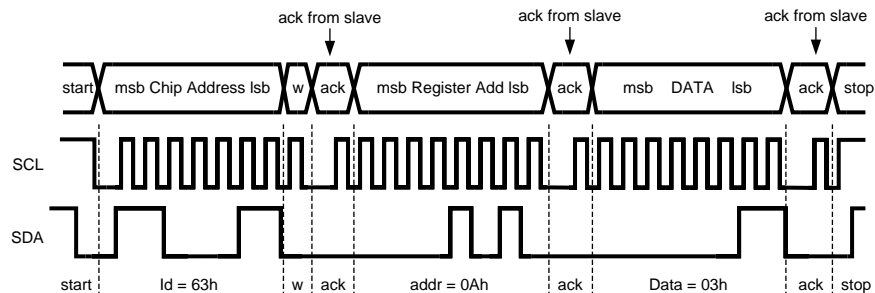 ack from slave ack from slave ack from slave
start msb Chip Address lsb w ack msb Register Add lsb ack msb DATA lsb ack stop
SCL
SDA
start Id = 63h w ack addr = 0Ah ack Data = 03h ack stop